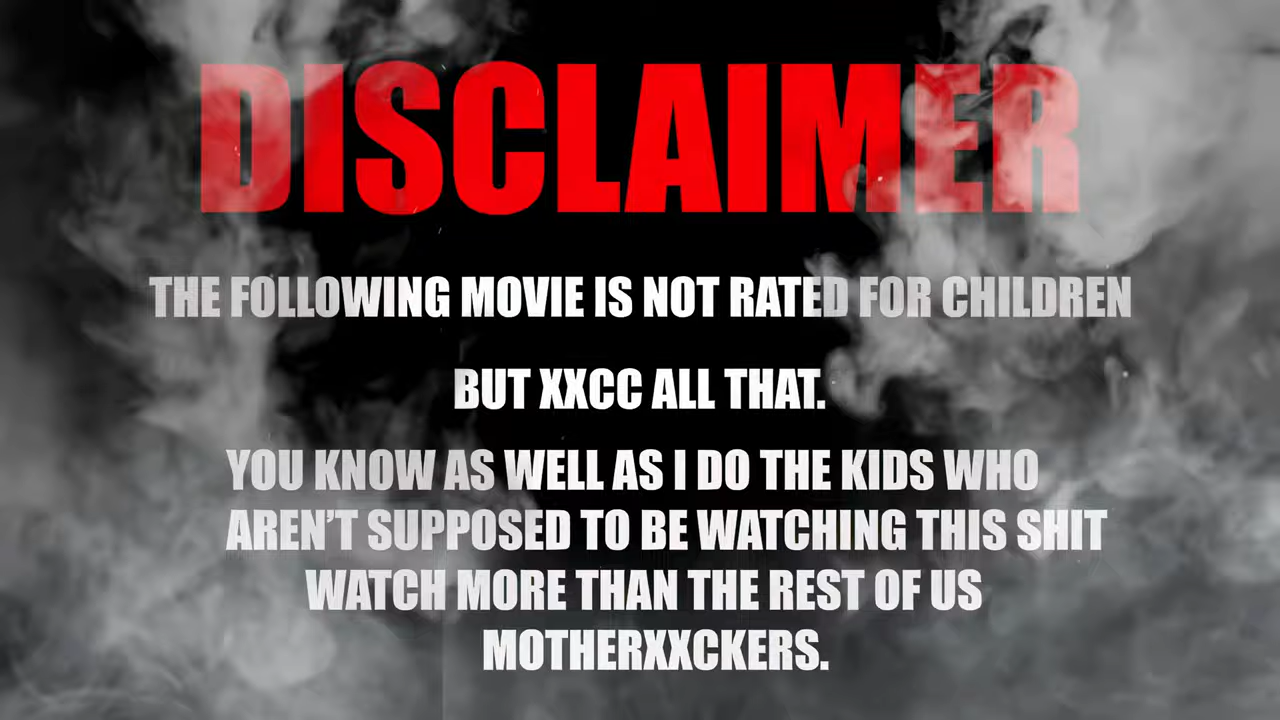 DISCLAIMER
THE FOLLOWING MOVIE IS NOT RATED FOR CHILDREN
BUT XXCC ALL THAT.
YOU KNOW AS WELL AS I DO THE KIDS WHO
AREN’T SUPPOSED TO BE WATCHING THIS SHIT
WATCH MORE THAN THE REST OF US
MOTHERXXCKERS.